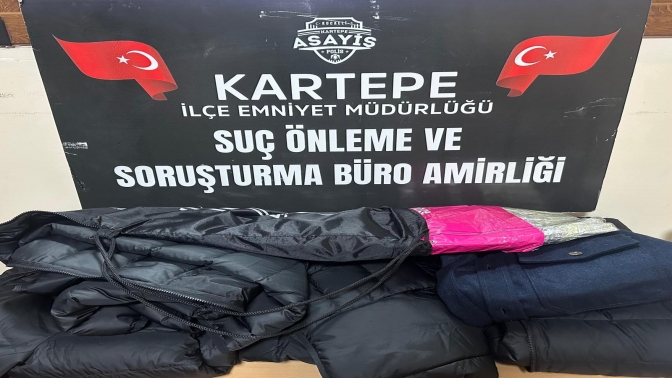 KOCAELİ
KARTEPE
ASAYİŞ
POLİS
KARTEPE
İLÇE EMNİYET MÜDÜRLÜĞÜ
SUÇ ÖNLEME VE
SORUŞTURMA BÜRO AMİRLİĞİ